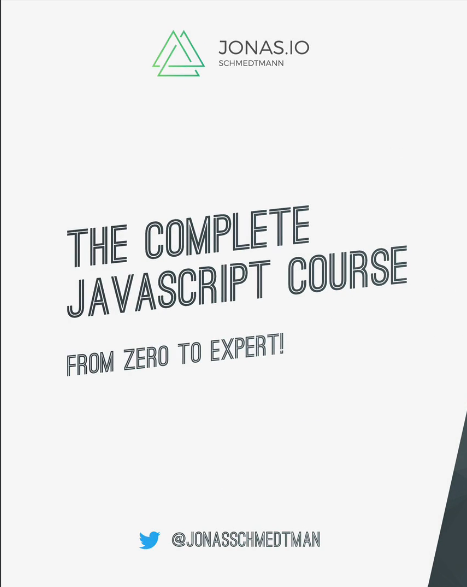 JONAS.IO
SCHMEDTMANN
THE COMPLETE
JAVASCRIPT COURSE
FROM ZERO TO EXPERT!
@JONASSCHMEDTMAN